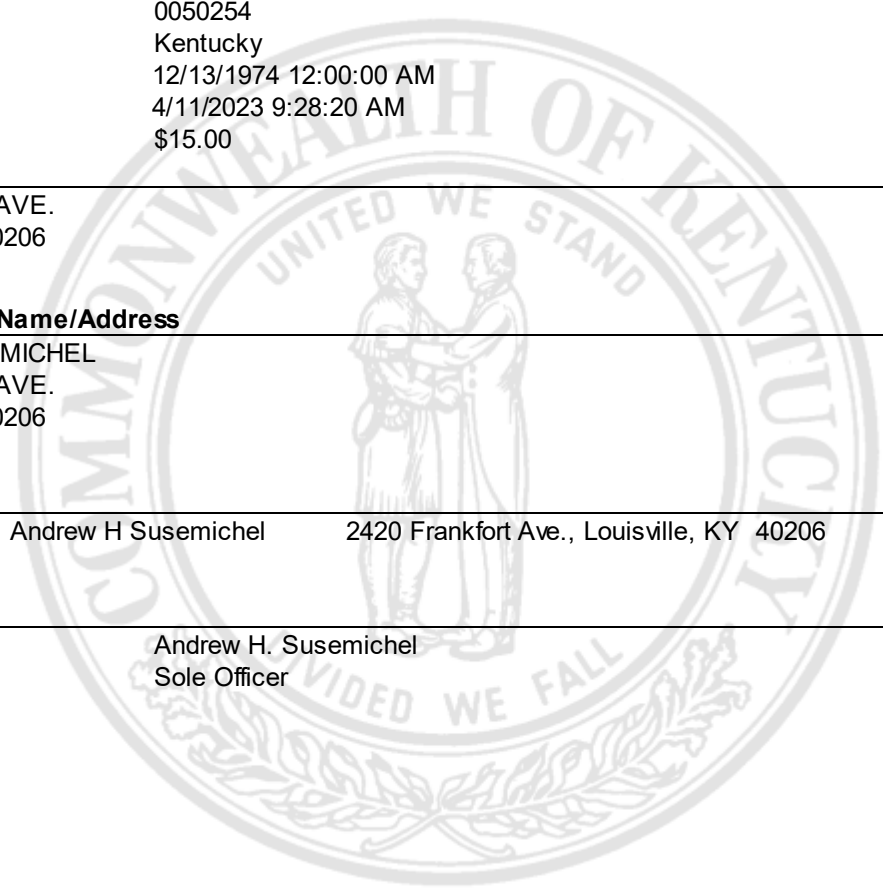 0050254
Kentucky
12/13/1974 12:00:00 AM
4/11/2023 9:28:20 AM
$15.00
AVE.
0206
Name/Address
MICHEL
AVE.
0206
Andrew H Susemichel 2420 Frankfort Ave., Louisville, KY 40206
Andrew H. Susemichel
Sole Officer
COMMONWEALTH OF KENTUCKY
UNITED WE STAND
DIVIDED WE FALL